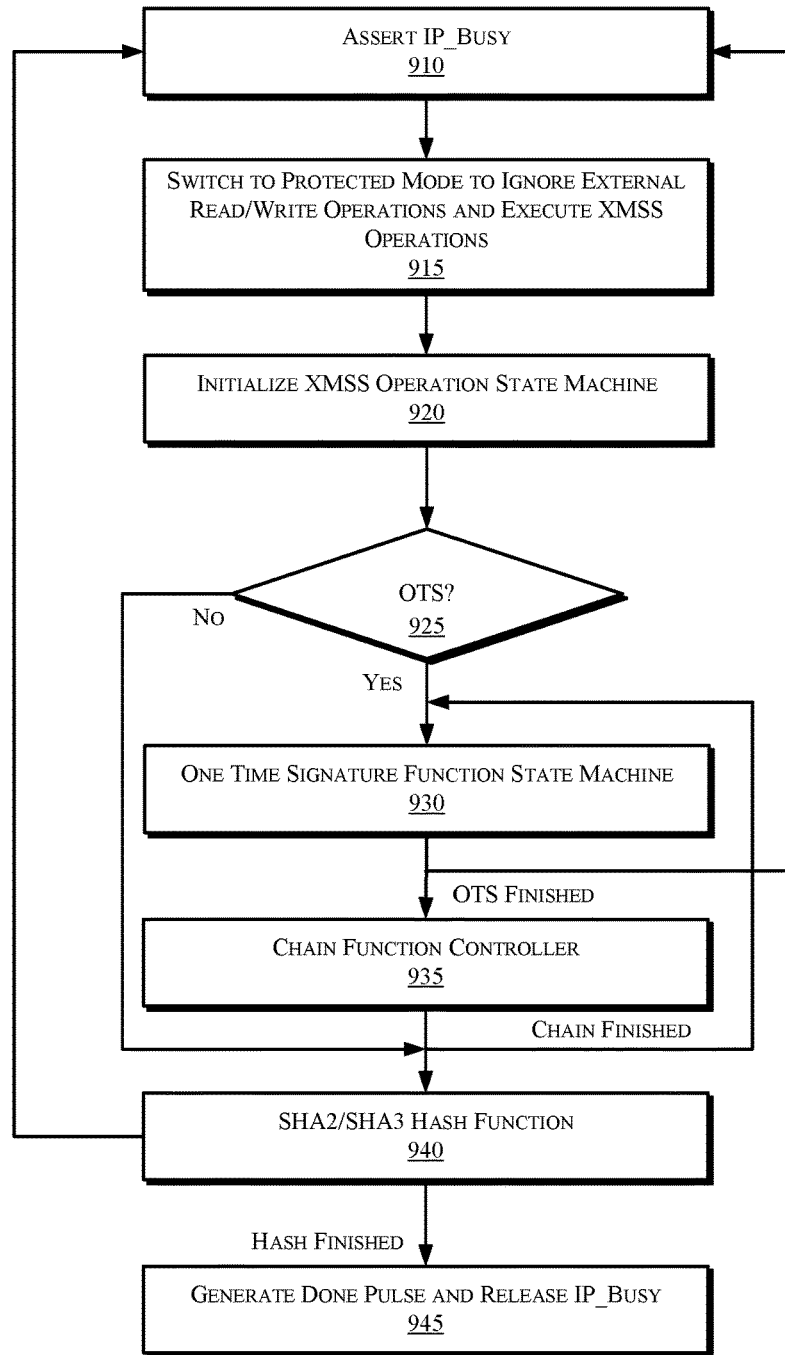 ASSERT IP_BUSY
910
SWITCH TO PROTECTED MODE TO IGNORE EXTERNAL
READ/WRITE OPERATIONS AND EXECUTE XMSS
OPERATIONS
915
INITIALIZE XMSS OPERATION STATE MACHINE
920
OTS?
925
NO
YES
ONE TIME SIGNATURE FUNCTION STATE MACHINE
930
OTS FINISHED
CHAIN FUNCTION CONTROLLER
935
CHAIN FINISHED
SHA2/SHA3 HASH FUNCTION
940
HASH FINISHED
GENERATE DONE PULSE AND RELEASE IP_BUSY
945